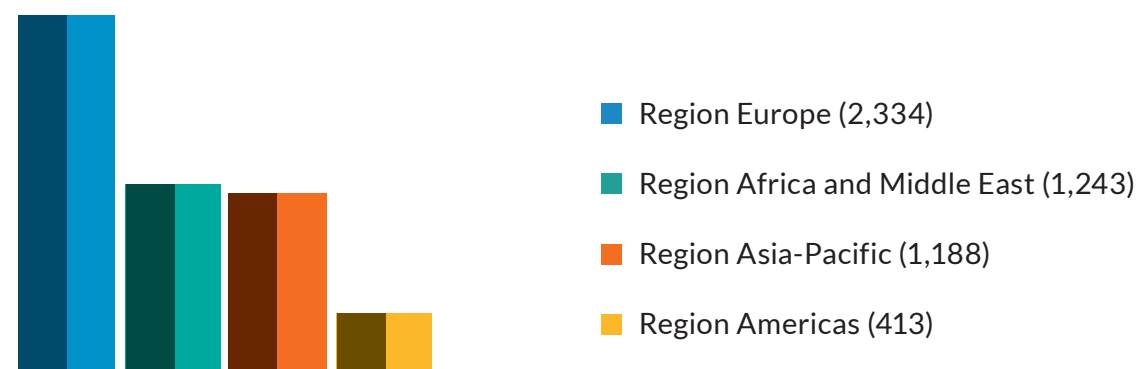 Region Europe (2,334)
Region Africa and Middle East (1,243)
Region Asia-Pacific (1,188)
Region Americas (413)